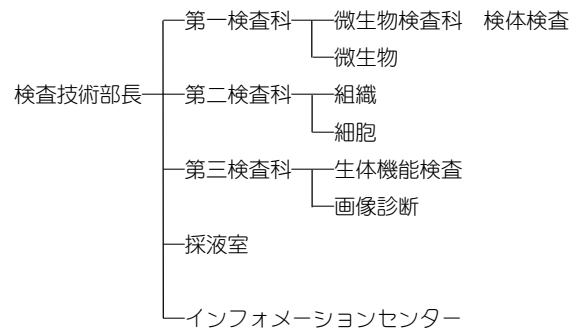 第一検査科 微生物検査科 検体検査
微生物
検査技術部長 第二検査科 組織
細胞
第三検査科 生体機能検査
画像診断
採液室
インフォメーションセンター